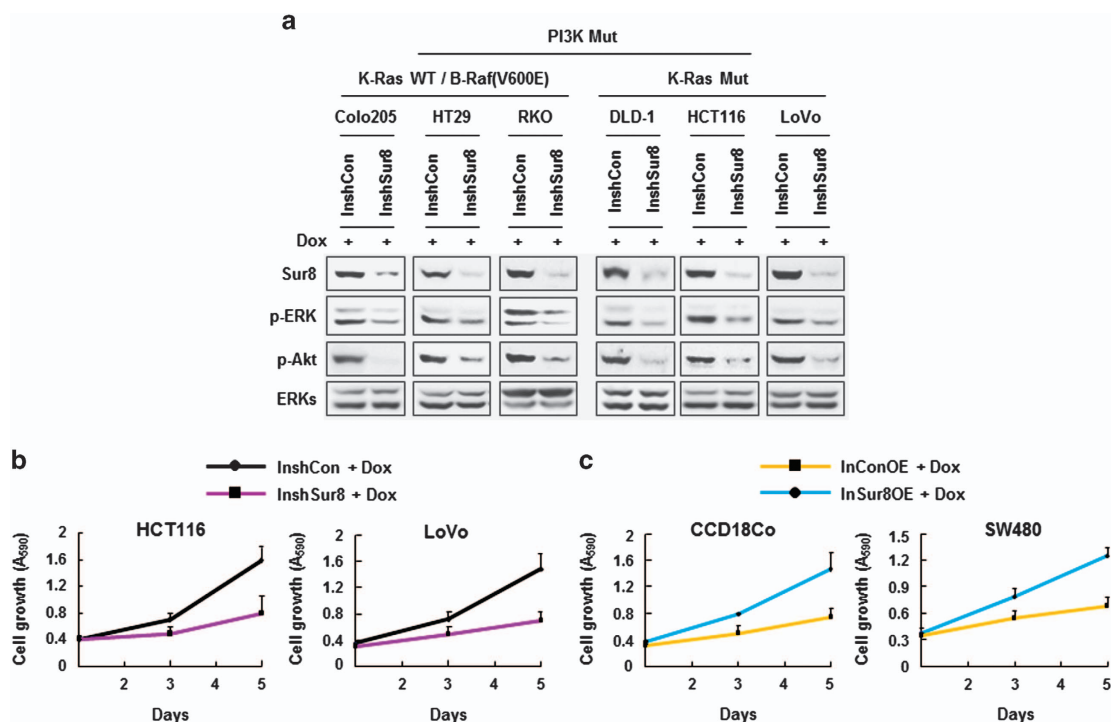 a
PI3K Mut
K-Ras WT / B-Raf(V600E) K-Ras Mut
Colo205 HT29 RKO DLD-1 HCT116 LoVo
InshCon InshSur8 InshCon InshSur8 InshCon InshSur8 InshCon InshSur8 InshCon InshSur8 InshCon InshSur8
Dox + + + + + + + + + + + +
Sur8
p-ERK
p-Akt
ERKs
b
InshCon + Dox
InshSur8 + Dox
HCT116
Cell growth (A590)
2
1.6
1.2
0.8
0.4
0
2 3 4 5
Days
LoVo
Cell growth (A590)
2
1.6
1.2
0.8
0.4
0
2 3 4 5
Days
c
InConOE + Dox
InSur8OE + Dox
CCD18Co
Cell growth (A590)
2
1.6
1.2
0.8
0.4
0
2 3 4 5
Days
SW480
Cell growth (A590)
1.5
1.2
0.9
0.6
0.3
0
2 3 4 5
Days